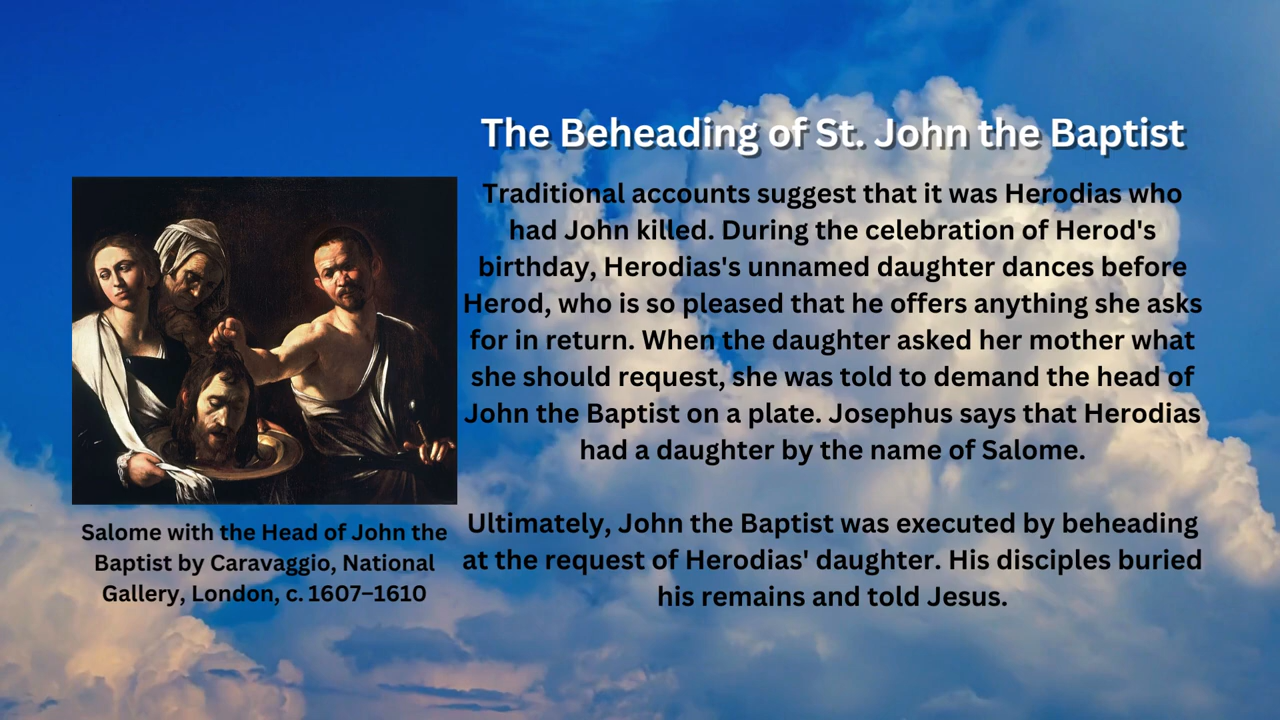 The Beheading of St. John the Baptist
Traditional accounts suggest that it was Herodias who
had John killed. During the celebration of Herod's
birthday, Herodias's unnamed daughter dances before
Herod, who is so pleased that he offers anything she asks
for in return. When the daughter asked her mother what
she should request, she was told to demand the head of
John the Baptist on a plate. Josephus says that Herodias
had a daughter by the name of Salome.
Ultimately, John the Baptist was executed by beheading
at the request of Herodias' daughter. His disciples buried
his remains and told Jesus.
Salome with the Head of John the
Baptist by Caravaggio, National
Gallery, London, c. 1607–1610